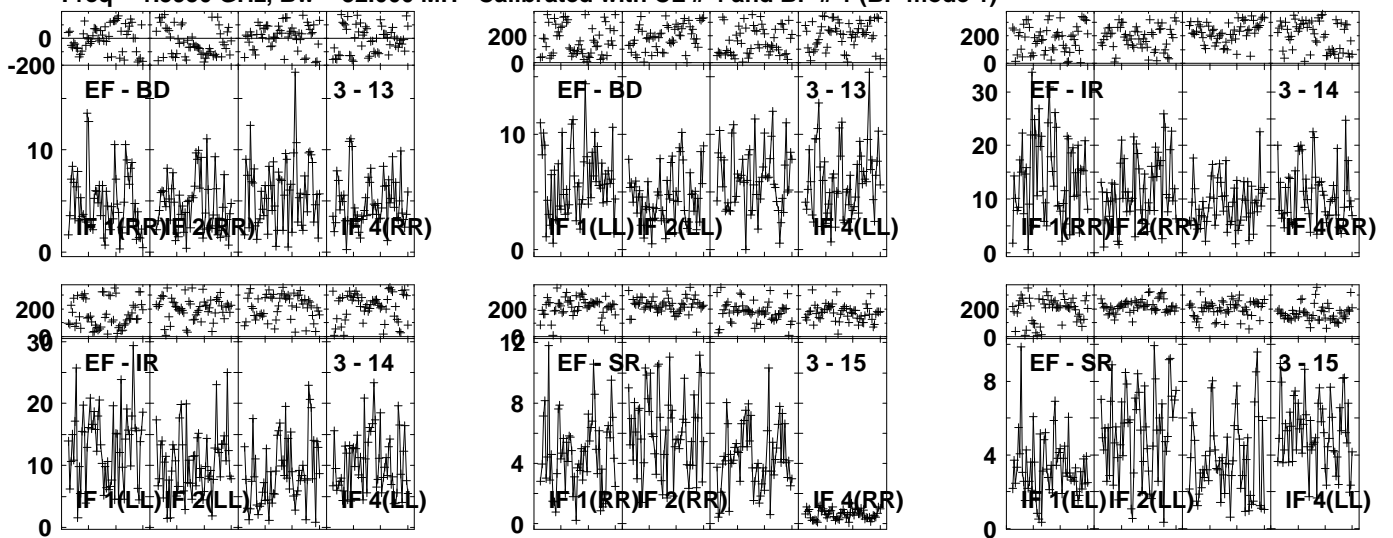 0
-200
EF - BD 3 - 13
10
0
IF 1(RR) IF 2(RR) IF 4(RR)
200
0
EF - BD 3 - 13
10
0
IF 1(LL) IF 2(LL) IF 4(LL)
200
0
EF - IR 3 - 14
30
20
10
0
IF 1(RR) IF 2(RR) IF 4(RR)
200
0
EF - IR 3 - 14
30
20
10
0
IF 1(LL) IF 2(LL) IF 4(LL)
200
0
EF - SR 3 - 15
12
8
4
0
IF 1(RR) IF 2(RR) IF 4(RR)
200
0
EF - SR 3 - 15
8
4
0
IF 1(LL) IF 2(LL) IF 4(LL)